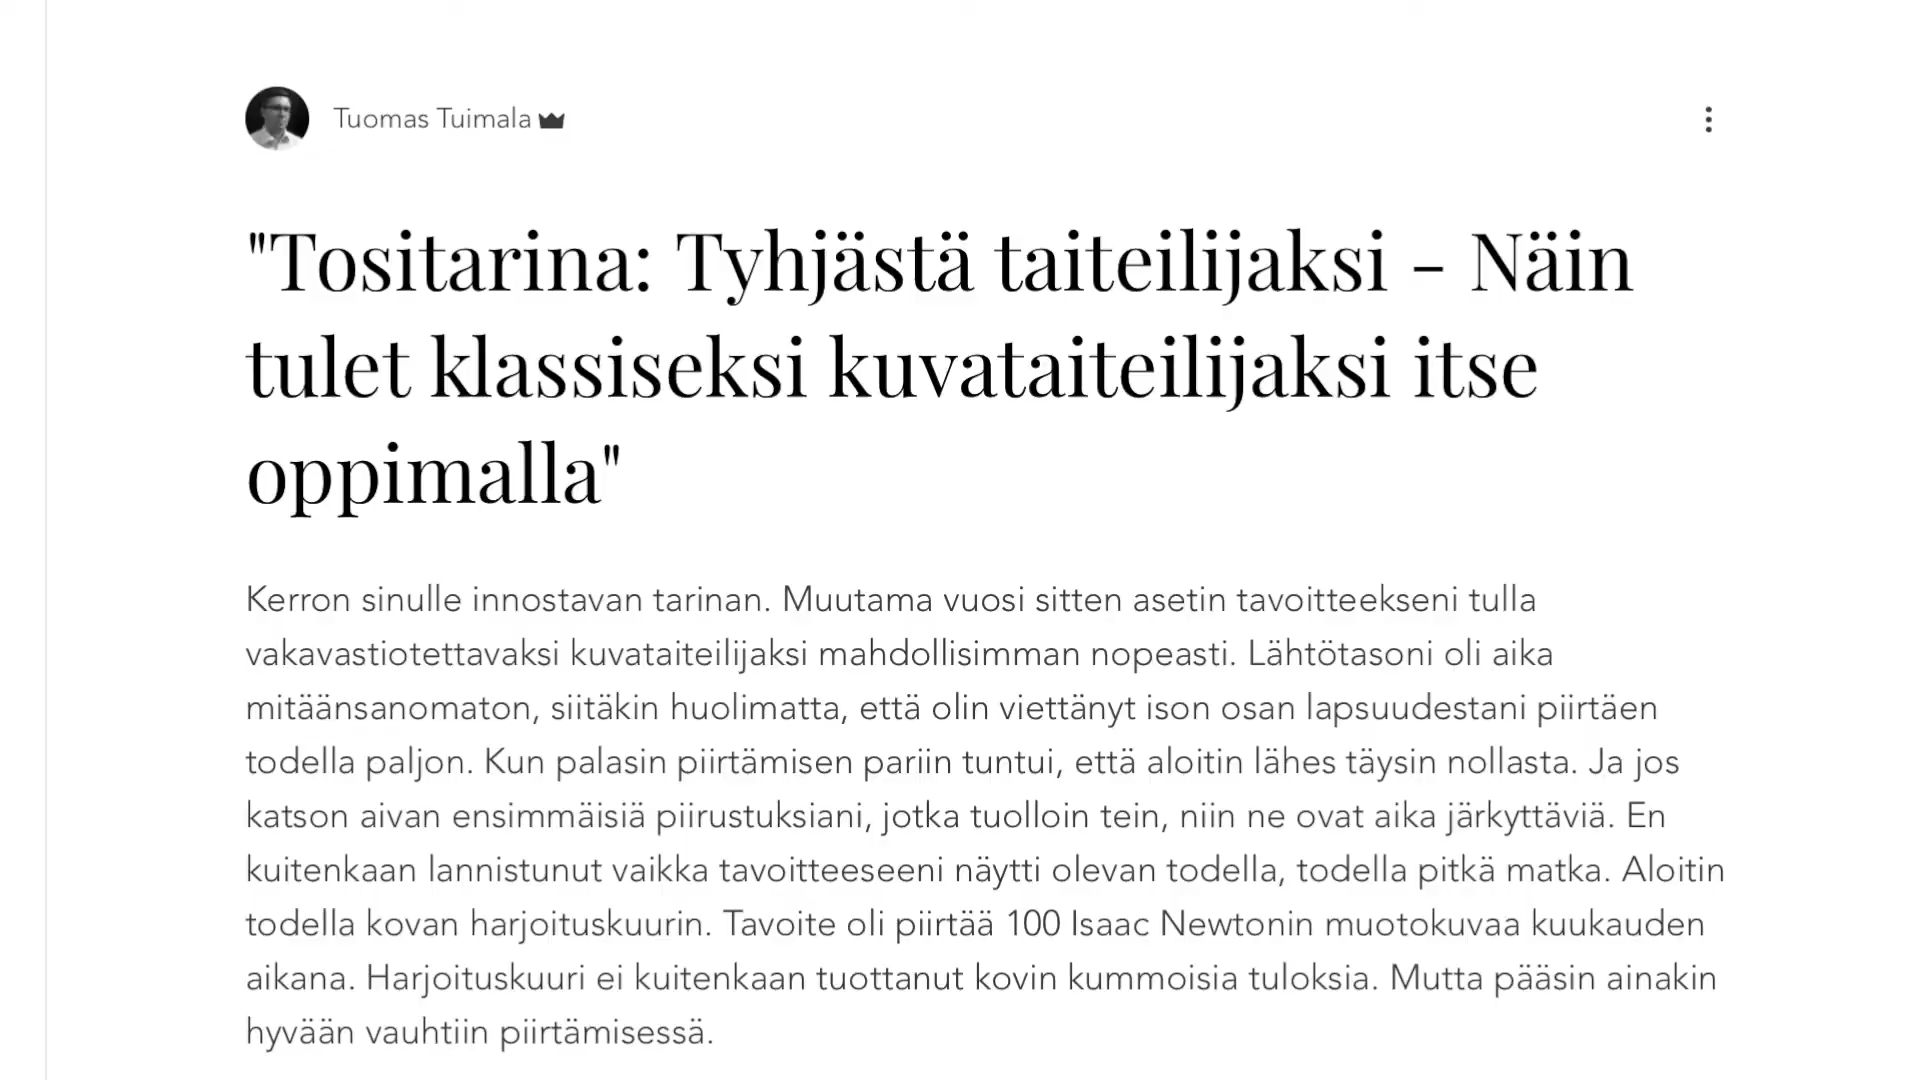 Tuomas Tuimala
"Tositarina: Tyhjästä taiteilijaksi - Näin
tulet klassiseksi kuvataiteilijaksi itse
oppimalla"
Kerron sinulle innostavan tarinan. Muutama vuosi sitten asetin tavoitteekseni tulla
vakavastiotettavaksi kuvataiteilijaksi mahdollisimman nopeasti. Lähtötasoni oli aika
mitäänsanomaton, siitäkin huolimatta, että olin viettänyt ison osan lapsuudestani piirtäen
todella paljon. Kun palasin piirtämisen pariin tuntui, että aloitin lähes täysin nollasta. Ja jos
katson aivan ensimmäisiä piirustuksiani, jotka tuolloin tein, niin ne ovat aika järkyttäviä. En
kuitenkaan lannistunut vaikka tavoitteeseeni näytti olevan todella, todella pitkä matka. Aloitin
todella kovan harjoituskuurin. Tavoite oli piirtää 100 Isaac Newtonin muotokuvaa kuukauden
aikana. Harjoituskuuri ei kuitenkaan tuottanut kovin kummoisia tuloksia. Mutta pääsin ainakin
hyvään vauhtiin piirtämisessä.